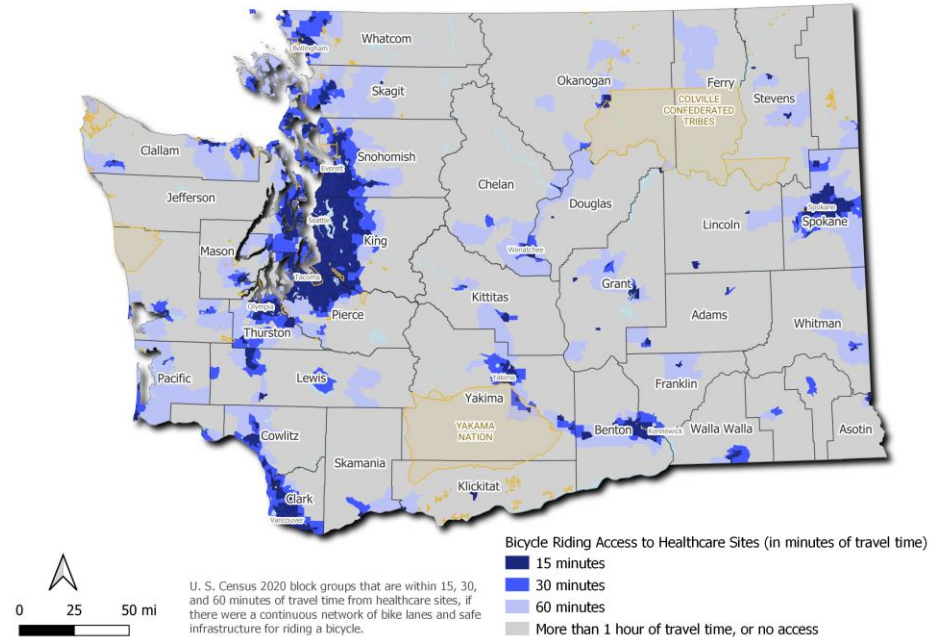 Whatcom
Bellingham
Skagit
Okanogan
Ferry
Stevens
COLVILLE
CONFEDERATED
TRIBES
Clallam
Snohomish
Everett
Jefferson
Chelan
Douglas
Seattle
King
Lincoln
Spokane
Spokane
Mason
Wenatchee
Tacoma
Grant
Kittitas
Olympia
Pierce
Adams
Whitman
Thurston
Pacific
Lewis
Yakima
Franklin
Yakima
Cowlitz
YAKAMA
NATION
Benton
Kennewick
Walla Walla
Asotin
Skamania
Klickitat
Clark
Vancouver
Bicycle Riding Access to Healthcare Sites (in minutes of travel time)
15 minutes
30 minutes
60 minutes
More than 1 hour of travel time, or no access
0 25 50 mi
U. S. Census 2020 block groups that are within 15, 30,
and 60 minutes of travel time from healthcare sites, if
there were a continuous network of bike lanes and safe
infrastructure for riding a bicycle.